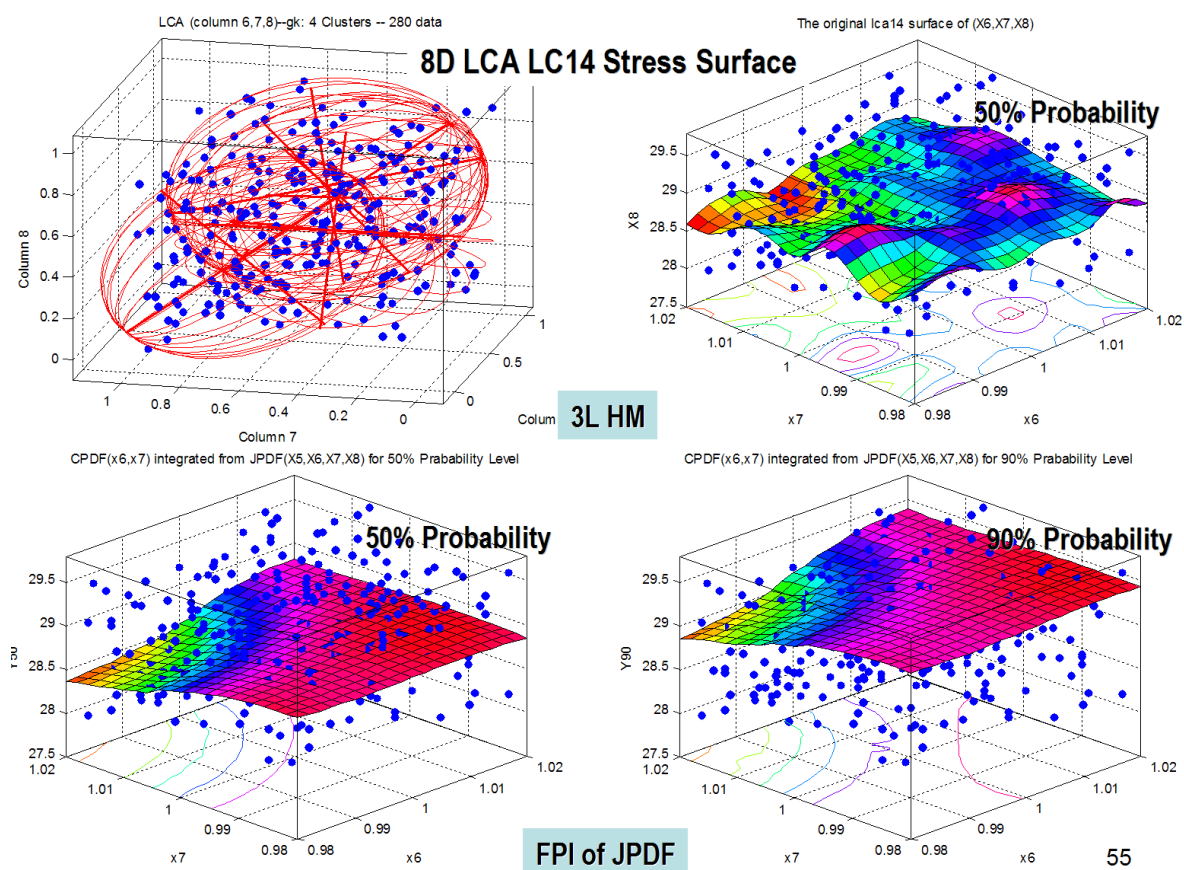 LCA (column 6,7,8)--gk: 4 Clusters -- 280 data
The original lca14 surface of (X6,X7,X8)
8D LCA LC14 Stress Surface
50% Probability
1
0.8
0.6
0.4
0.2
0
Column 8
1
0.8
0.6
0.4
0.2
0
Column 7
0
0.5
1
Colum
29.5
29
28.5
28
27.5
X8
1.02
1.01
1
0.99
0.98
x7
0.98
0.99
1
1.01
1.02
x6
3L HM
CPDF(x6,x7) integrated from JPDF(X5,X6,X7,X8) for 50% Prabability Level
CPDF(x6,x7) integrated from JPDF(X5,X6,X7,X8) for 90% Prabability Level
50% Probability
90% Probability
29.5
29
28.5
28
27.5
Y50
1.02
1.01
1
0.99
0.98
x7
0.98
0.99
1
1.01
1.02
x6
29.5
29
28.5
28
27.5
Y90
1.02
1.01
1
0.99
0.98
x7
0.98
0.99
1
1.01
1.02
x6
FPI of JPDF
55